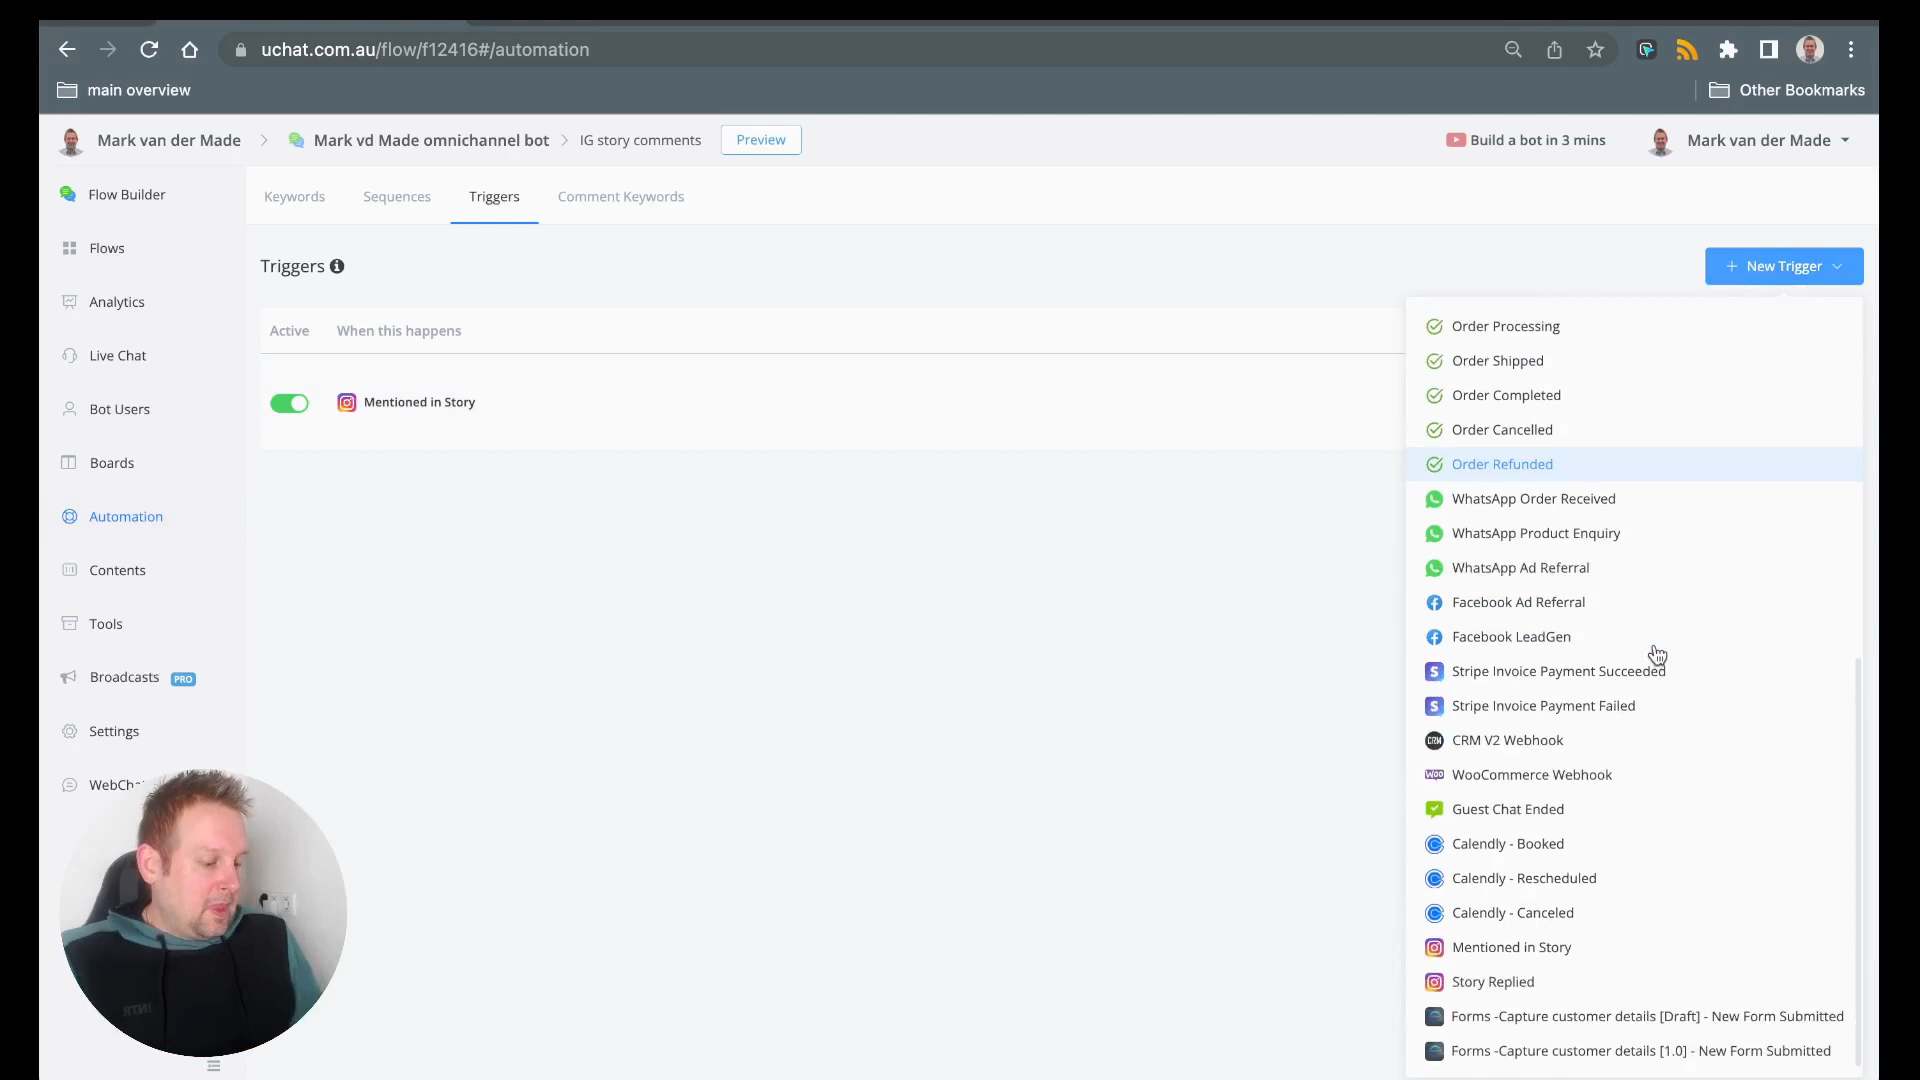 uchat.com.au/flow/f12416#/automation
main overview
Other Bookmarks
Mark van der Made
Mark vd Made omnichannel bot
IG story comments
Preview
Build a bot in 3 mins
Mark van der Made
Flow Builder
Flows
Analytics
Live Chat
Bot Users
Boards
Automation
Contents
Tools
Broadcasts PRO
Settings
Keywords
Sequences
Triggers
Comment Keywords
Triggers
+ New Trigger
Active
When this happens
Mentioned in Story
Order Processing
Order Shipped
Order Completed
Order Cancelled
Order Refunded
WhatsApp Order Received
WhatsApp Product Enquiry
WhatsApp Ad Referral
Facebook Ad Referral
Facebook LeadGen
Stripe Invoice Payment Succeeded
Stripe Invoice Payment Failed
CRM V2 Webhook
WooCommerce Webhook
Guest Chat Ended
Calendly - Booked
Calendly - Rescheduled
Calendly - Canceled
Mentioned in Story
Story Replied
Forms -Capture customer details [Draft] - New Form Submitted
Forms -Capture customer details [1.0] - New Form Submitted